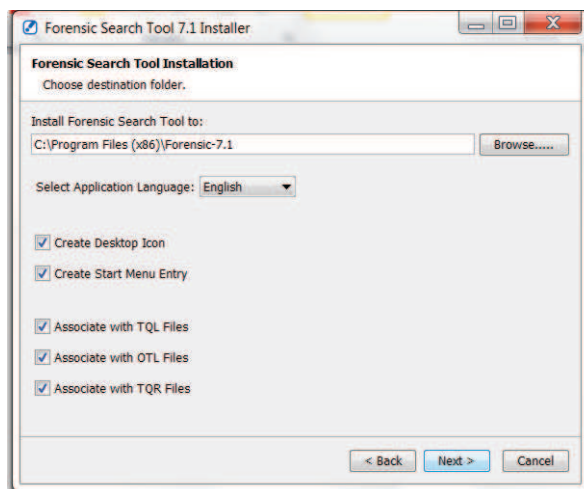 Forensic Search Tool 7.1 Installer
Forensic Search Tool Installation
Choose destination folder.
Install Forensic Search Tool to:
C:\Program Files (x86)\Forensic-7.1
Browse.....
Select Application Language: English
Create Desktop Icon
Create Start Menu Entry
Associate with TQL Files
Associate with OTL Files
Associate with TQR Files
< Back Next > Cancel